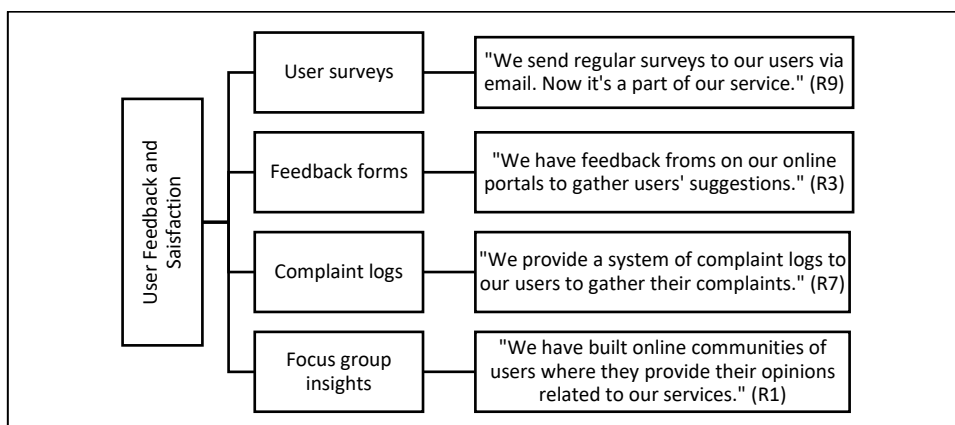 User Feedback and
Saisfaction
User surveys
"We send regular surveys to our users via
email. Now it's a part of our service." (R9)
Feedback forms
"We have feedback froms on our online
portals to gather users' suggestions." (R3)
Complaint logs
"We provide a system of complaint logs to
our users to gather their complaints." (R7)
Focus group
insights
"We have built online communities of
users where they provide their opinions
related to our services." (R1)